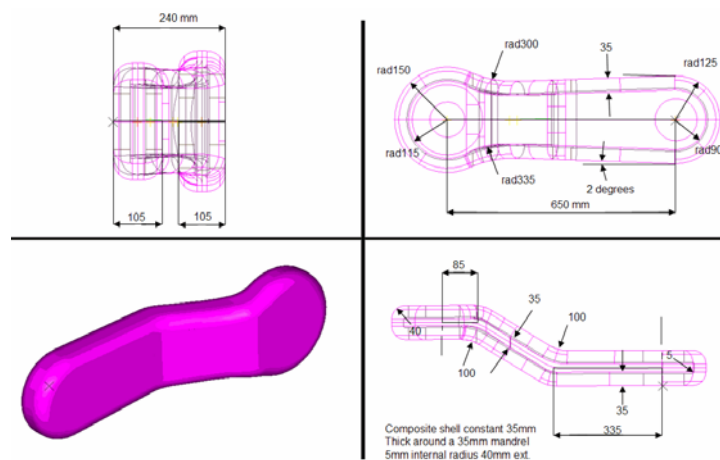 240 mm
105
105
rad300
35
rad125
rad150
rad115
rad90
rad335
2 degrees
650 mm
85
35
100
40
100
5
35
335
Composite shell constant 35mm
Thick around a 35mm mandrel
5mm internal radius 40mm ext.